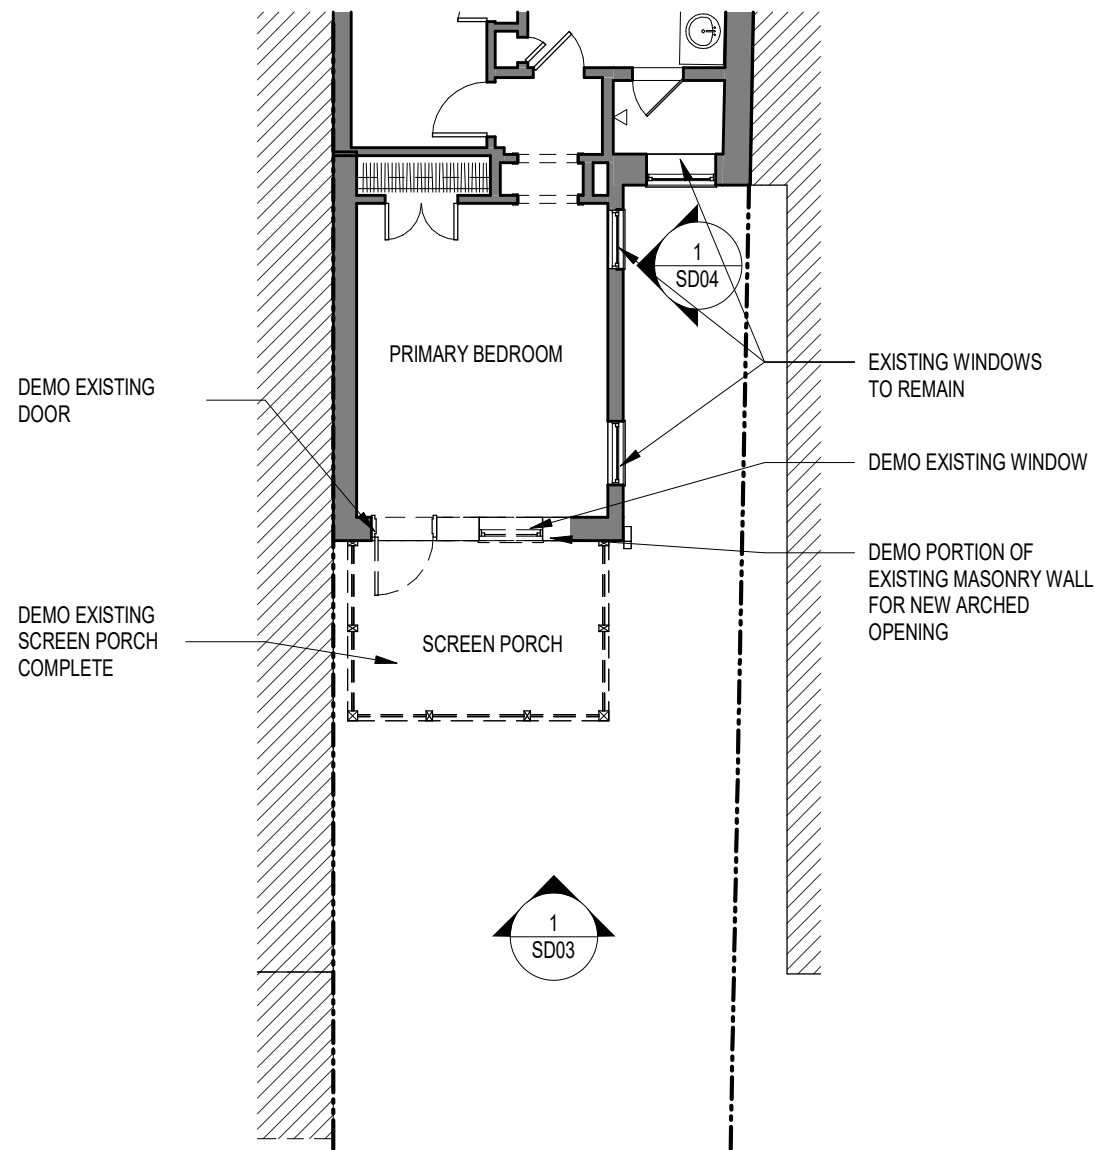 1
SD04
PRIMARY BEDROOM
EXISTING WINDOWS
TO REMAIN
DEMO EXISTING
DOOR
DEMO EXISTING WINDOW
DEMO PORTION OF
EXISTING MASONRY WALL
FOR NEW ARCHED
OPENING
DEMO EXISTING
SCREEN PORCH
COMPLETE
SCREEN PORCH
1
SD03